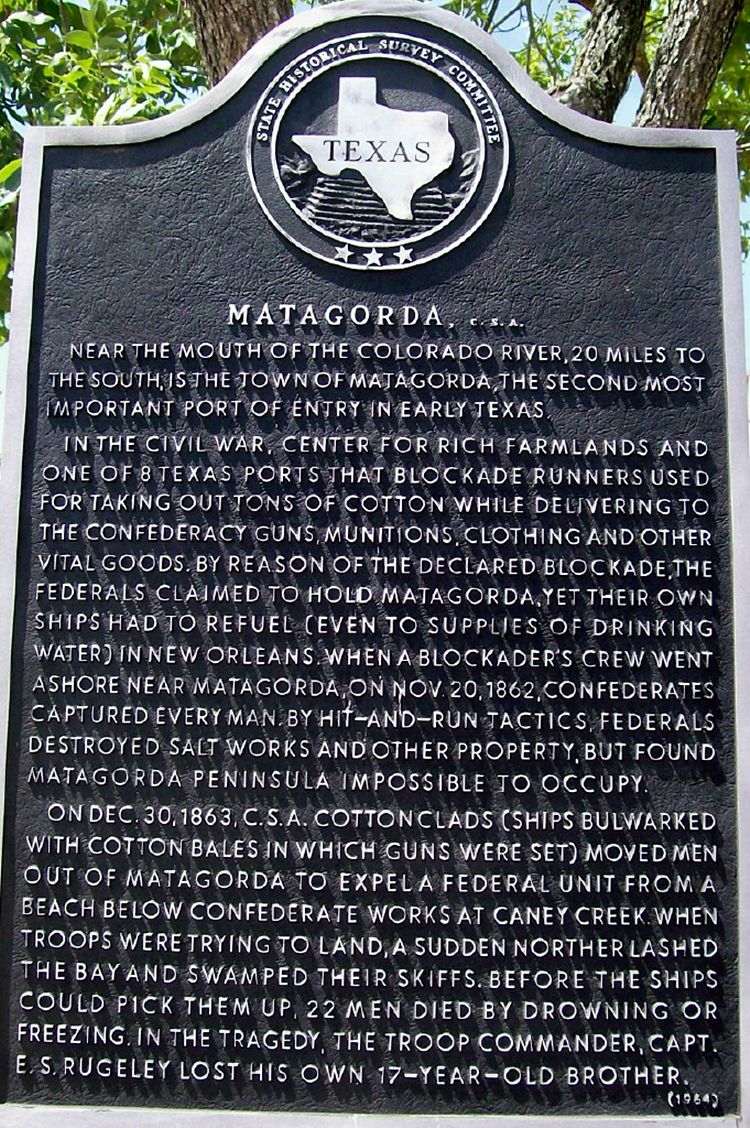 STATE HISTORICAL SURVEY COMMITTEE
TEXAS
MATAGORDA, C.S.A.
NEAR THE MOUTH OF THE COLORADO RIVER, 20 MILES TO
THE SOUTH, IS THE TOWN OF MATAGORDA, THE SECOND MOST
IMPORTANT PORT OF ENTRY IN EARLY TEXAS.
IN THE CIVIL WAR, CENTER FOR RICH FARMLANDS AND
ONE OF 8 TEXAS PORTS THAT BLOCKADE RUNNERS USED
FOR TAKING OUT TONS OF COTTON WHILE DELIVERING TO
THE CONFEDERACY GUNS, MUNITIONS, CLOTHING AND OTHER
VITAL GOODS. BY REASON OF THE DECLARED BLOCKADE, THE
FEDERALS CLAIMED TO HOLD MATAGORDA, YET THEIR OWN
SHIPS HAD TO REFUEL (EVEN TO SUPPLIES OF DRINKING
WATER) IN NEW ORLEANS. WHEN A BLOCKADER'S CREW WENT
ASHORE NEAR MATAGORDA, ON NOV. 20, 1862, CONFEDERATES
CAPTURED EVERY MAN. BY HIT-AND-RUN TACTICS, FEDERALS
DESTROYED SALT WORKS AND OTHER PROPERTY, BUT FOUND
MATAGORDA PENINSULA IMPOSSIBLE TO OCCUPY.
ON DEC. 30, 1863, C.S.A. COTTONCLADS (SHIPS BULWARKED
WITH COTTON BALES IN WHICH GUNS WERE SET) MOVED MEN
OUT OF MATAGORDA TO EXPEL A FEDERAL UNIT FROM A
BEACH BELOW CONFEDERATE WORKS AT CANEY CREEK. WHEN
TROOPS WERE TRYING TO LAND, A SUDDEN NORTHER LASHED
THE BAY AND SWAMPED THEIR SKIFFS. BEFORE THE SHIPS
COULD PICK THEM UP, 22 MEN DIED BY DROWNING OR
FREEZING. IN THE TRAGEDY, THE TROOP COMMANDER, CAPT.
E. S. RUGELEY LOST HIS OWN 17-YEAR-OLD BROTHER.
(1964)